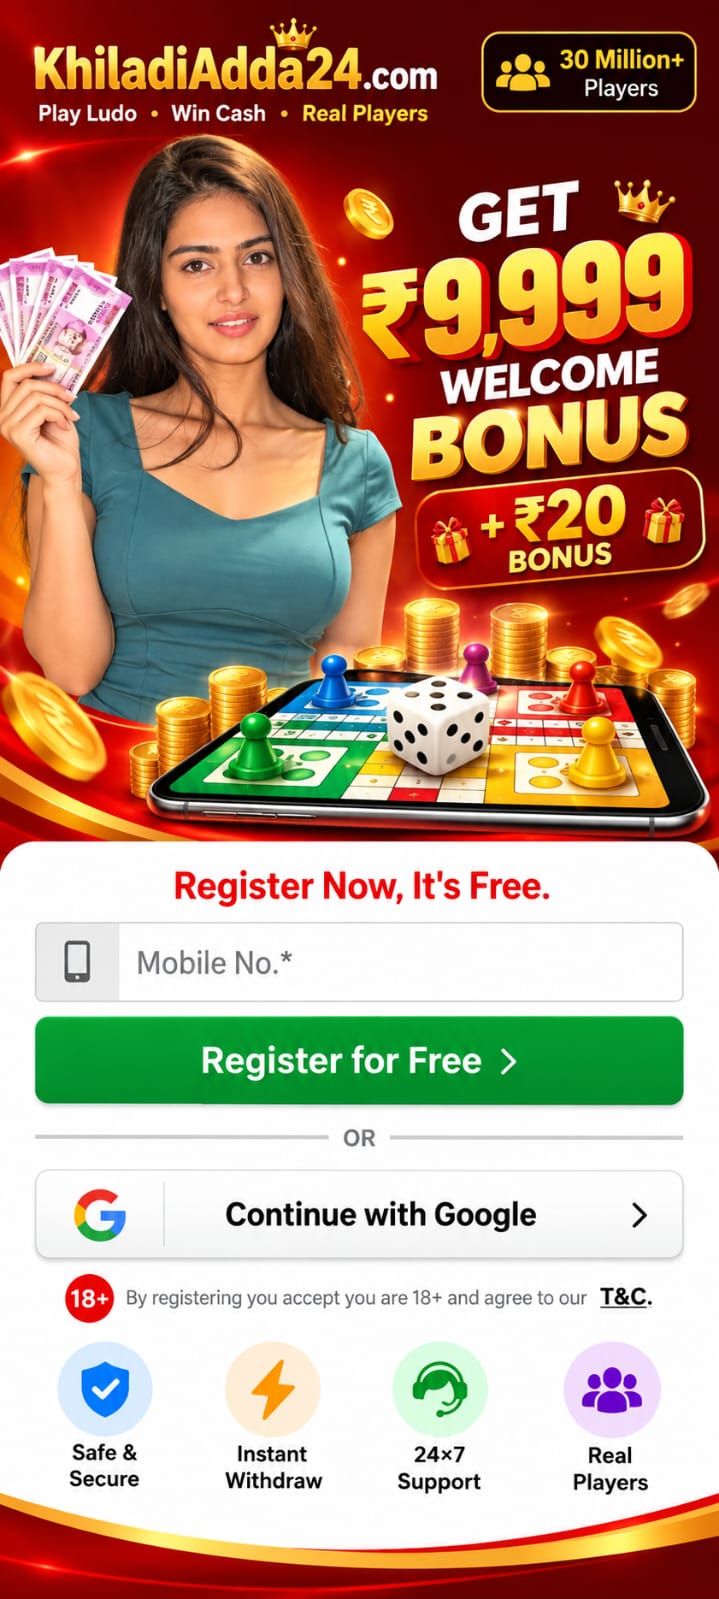 KhiladiAdda24.com
Play Ludo • Win Cash • Real Players
30 Million+
Players
GET
₹9,999
WELCOME
BONUS
+ ₹20
BONUS
Register Now, It's Free.
Mobile No.*
Register for Free >
OR
Continue with Google >
18+ By registering you accept you are 18+ and agree to our T&C.
Safe &
Secure
Instant
Withdraw
24×7
Support
Real
Players